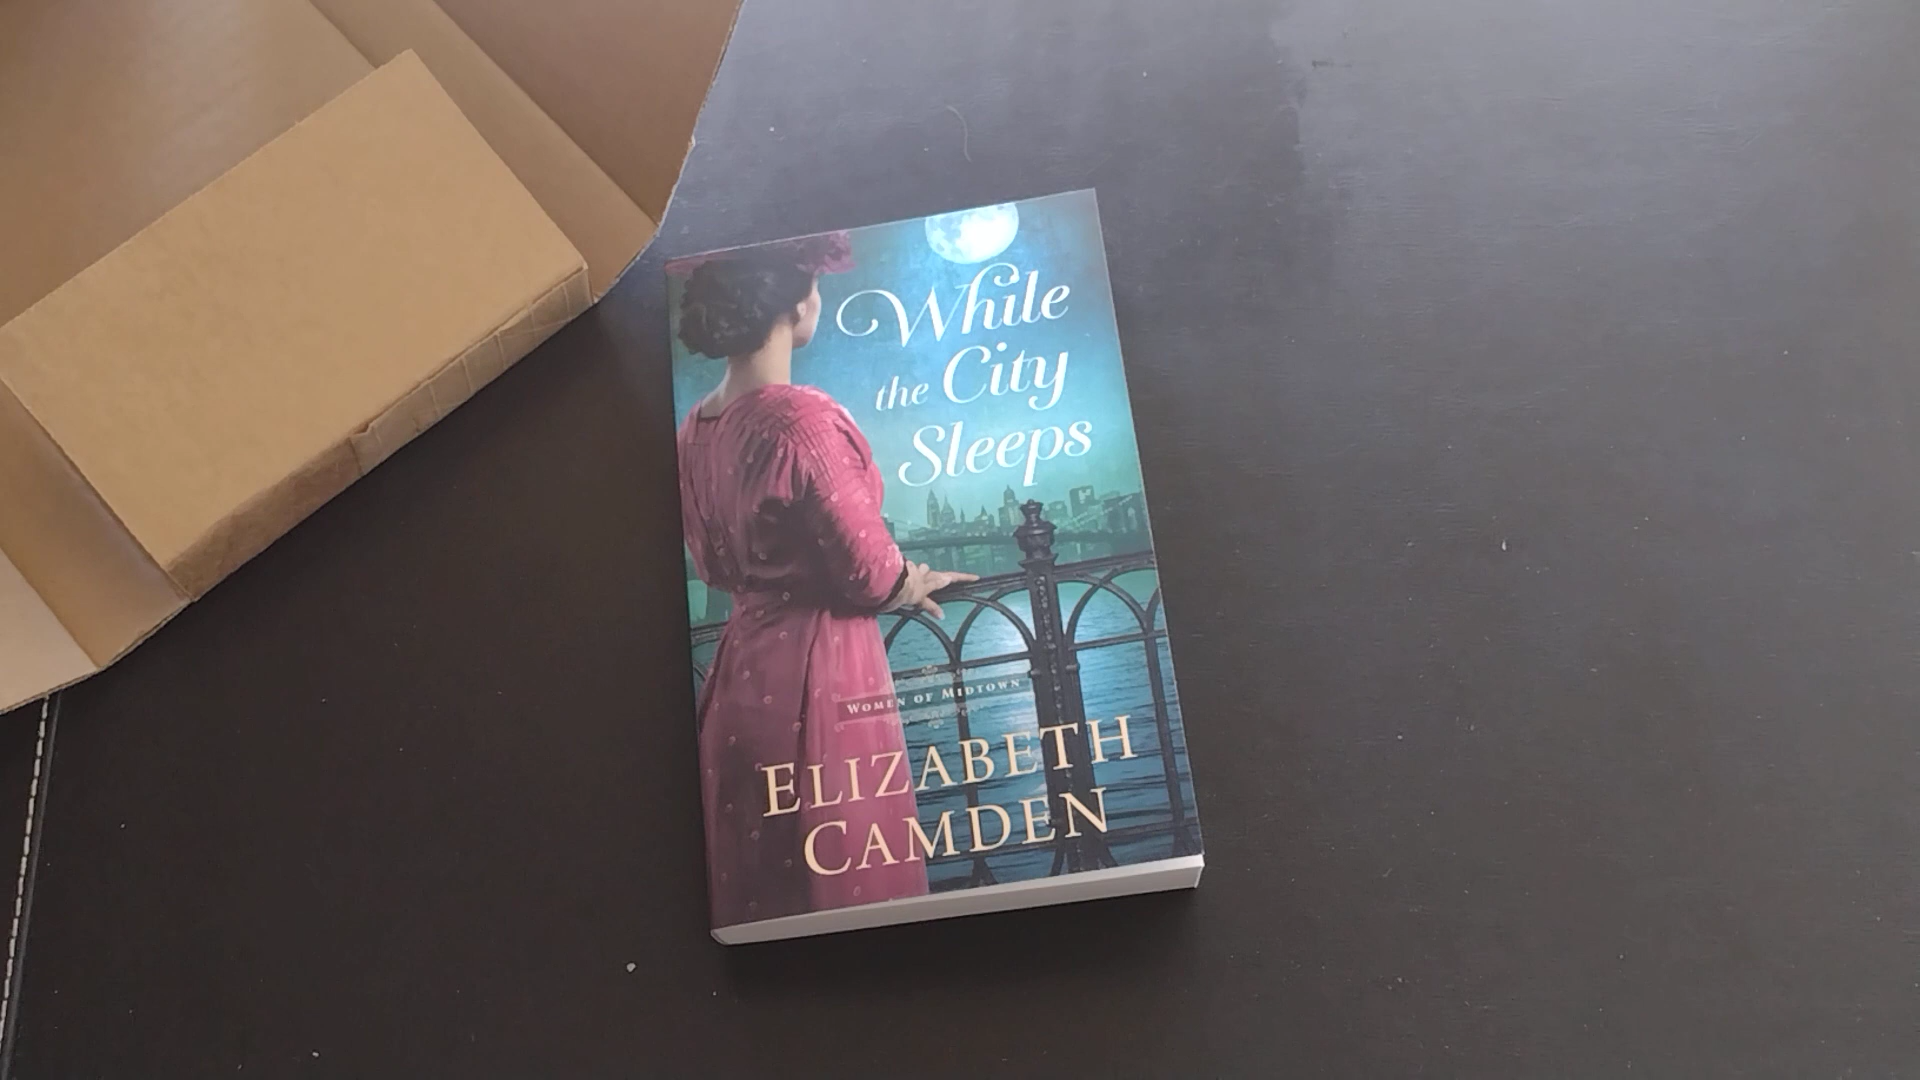 While
the City
Sleeps
WOMEN OF MIDTOWN
ELIZABETH
CAMDEN